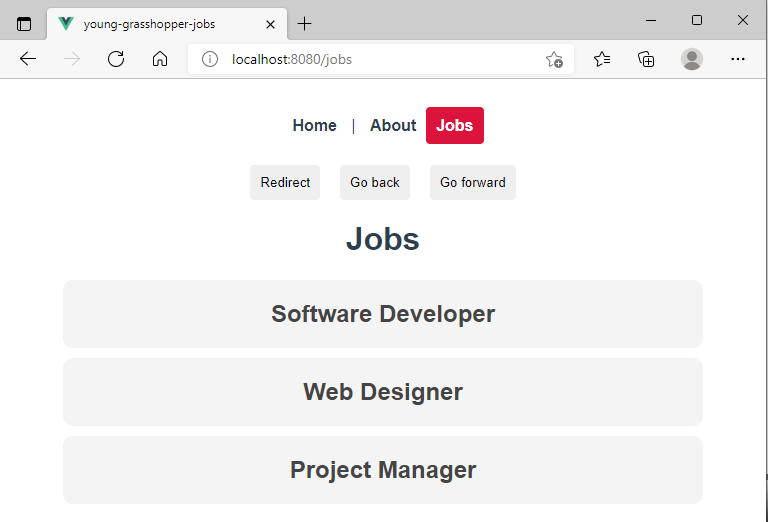 young-grasshopper-jobs
localhost:8080/jobs
Home | About Jobs
Redirect Go back Go forward
Jobs
Software Developer
Web Designer
Project Manager